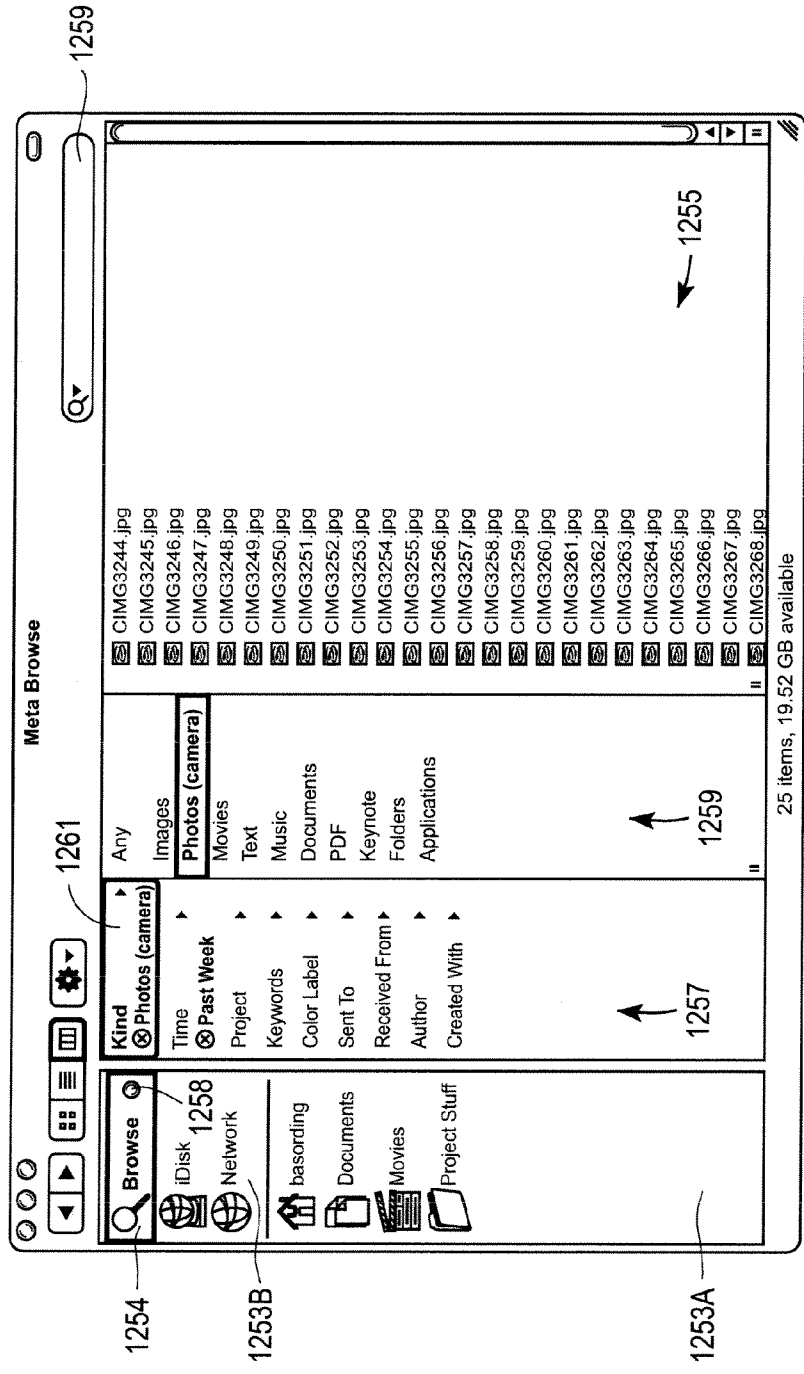 Meta Browse
1259
1261
1254
Browse
1258
iDisk
Network
1253B
basording
Documents
Movies
Project Stuff
1253A
Kind
Photos (camera)
Time
Past Week
Project
Keywords
Color Label
Sent To
Received From
Author
Created With
1257
Any
Images
Photos (camera)
Movies
Text
Music
Documents
PDF
Keynote
Folders
Applications
1259
CIMG3244.jpg
CIMG3245.jpg
CIMG3246.jpg
CIMG3247.jpg
CIMG3248.jpg
CIMG3249.jpg
CIMG3250.jpg
CIMG3251.jpg
CIMG3252.jpg
CIMG3253.jpg
CIMG3254.jpg
CIMG3255.jpg
CIMG3256.jpg
CIMG3257.jpg
CIMG3258.jpg
CIMG3259.jpg
CIMG3260.jpg
CIMG3261.jpg
CIMG3262.jpg
CIMG3263.jpg
CIMG3264.jpg
CIMG3265.jpg
CIMG3266.jpg
CIMG3267.jpg
CIMG3268.jpg
1255
25 items, 19.52 GB available